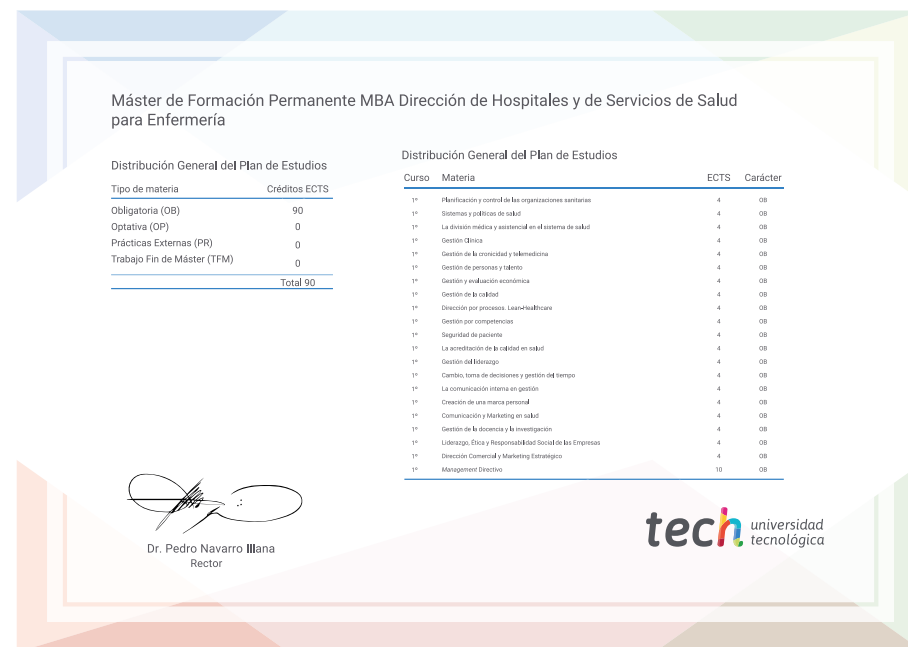 Máster de Formación Permanente MBA Dirección de Hospitales y de Servicios de Salud
para Enfermería
Distribución General del Plan de Estudios
Tipo de materia Créditos ECTS
Obligatoria (OB) 90
Optativa (OP) 0
Prácticas Externas (PR) 0
Trabajo Fin de Máster (TFM) 0
Total 90
Distribución General del Plan de Estudios
Curso Materia ECTS Carácter
1º Planificación y control de las organizaciones sanitarias 4 OB
1º Sistemas y políticas de salud 4 OB
1º La división médica y asistencial en el sistema de salud 4 OB
1º Gestión Clínica 4 OB
1º Gestión de la cronicidad y telemedicina 4 OB
1º Gestión de personas y talento 4 OB
1º Gestión y evaluación económica 4 OB
1º Gestión de la calidad 4 OB
1º Dirección por procesos. Lean-Healthcare 4 OB
1º Gestión por competencias 4 OB
1º Seguridad de paciente 4 OB
1º La acreditación de la calidad en salud 4 OB
1º Gestión del liderazgo 4 OB
1º Cambio, toma de decisiones y gestión del tiempo 4 OB
1º La comunicación interna en gestión 4 OB
1º Creación de una marca personal 4 OB
1º Comunicación y Marketing en salud 4 OB
1º Gestión de la docencia y la investigación 4 OB
1º Liderazgo, Ética y Responsabilidad Social de las Empresas 4 OB
1º Dirección Comercial y Marketing Estratégico 4 OB
1º Management Directivo 10 OB
Dr. Pedro Navarro Illana
Rector
tech universidad
tecnológica